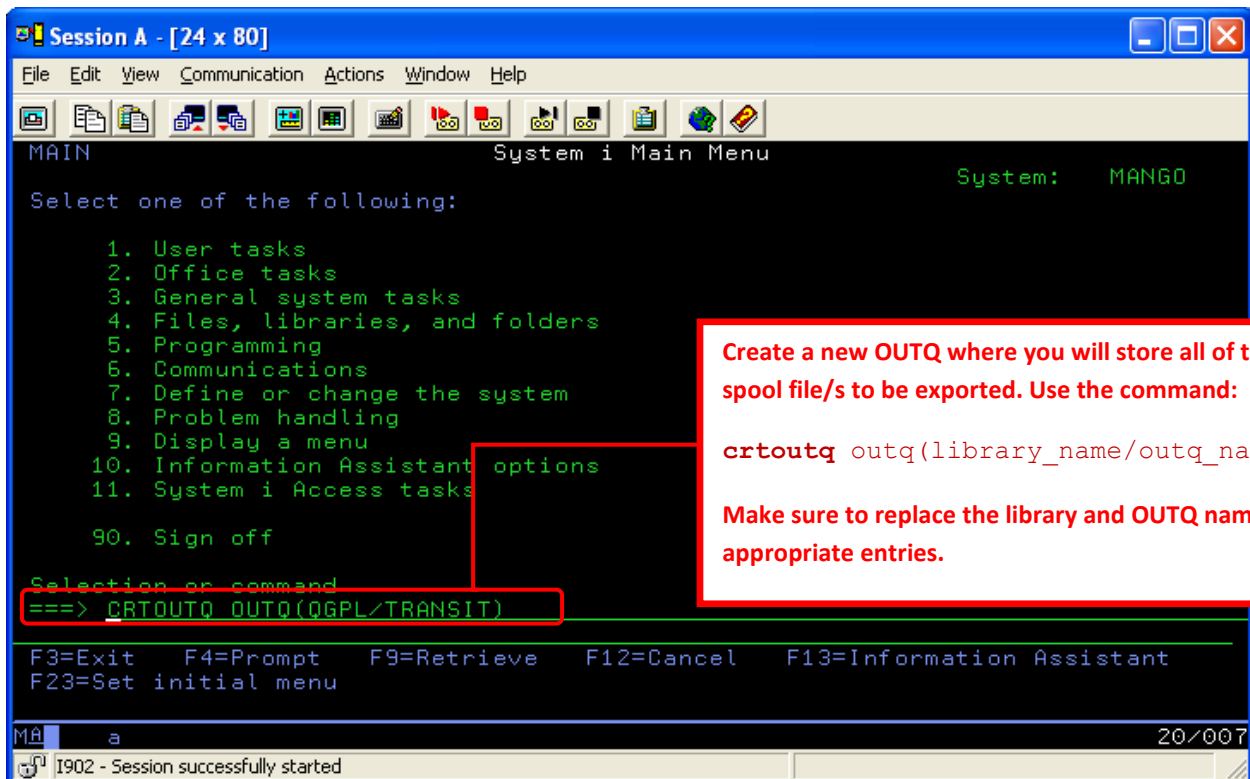 Session A - [24 x 80]
File Edit View Communication Actions Window Help
MAIN System i Main Menu
System: MANGO
Select one of the following:
1. User tasks
2. Office tasks
3. General system tasks
4. Files, libraries, and folders
5. Programming
6. Communications
7. Define or change the system
8. Problem handling
9. Display a menu
10. Information Assistant options
11. System i Access tasks
90. Sign off
Create a new OUTQ where you will store all of t
spool file/s to be exported. Use the command:
crtoutq outq(library_name/outq_na
Make sure to replace the library and OUTQ nam
appropriate entries.
Selection or command
===> CRTOUTQ OUTQ(QGPL/TRANSIT)
F3=Exit F4=Prompt F9=Retrieve F12=Cancel F13=Information Assistant
F23=Set initial menu
MA a 20/007
I902 - Session successfully started